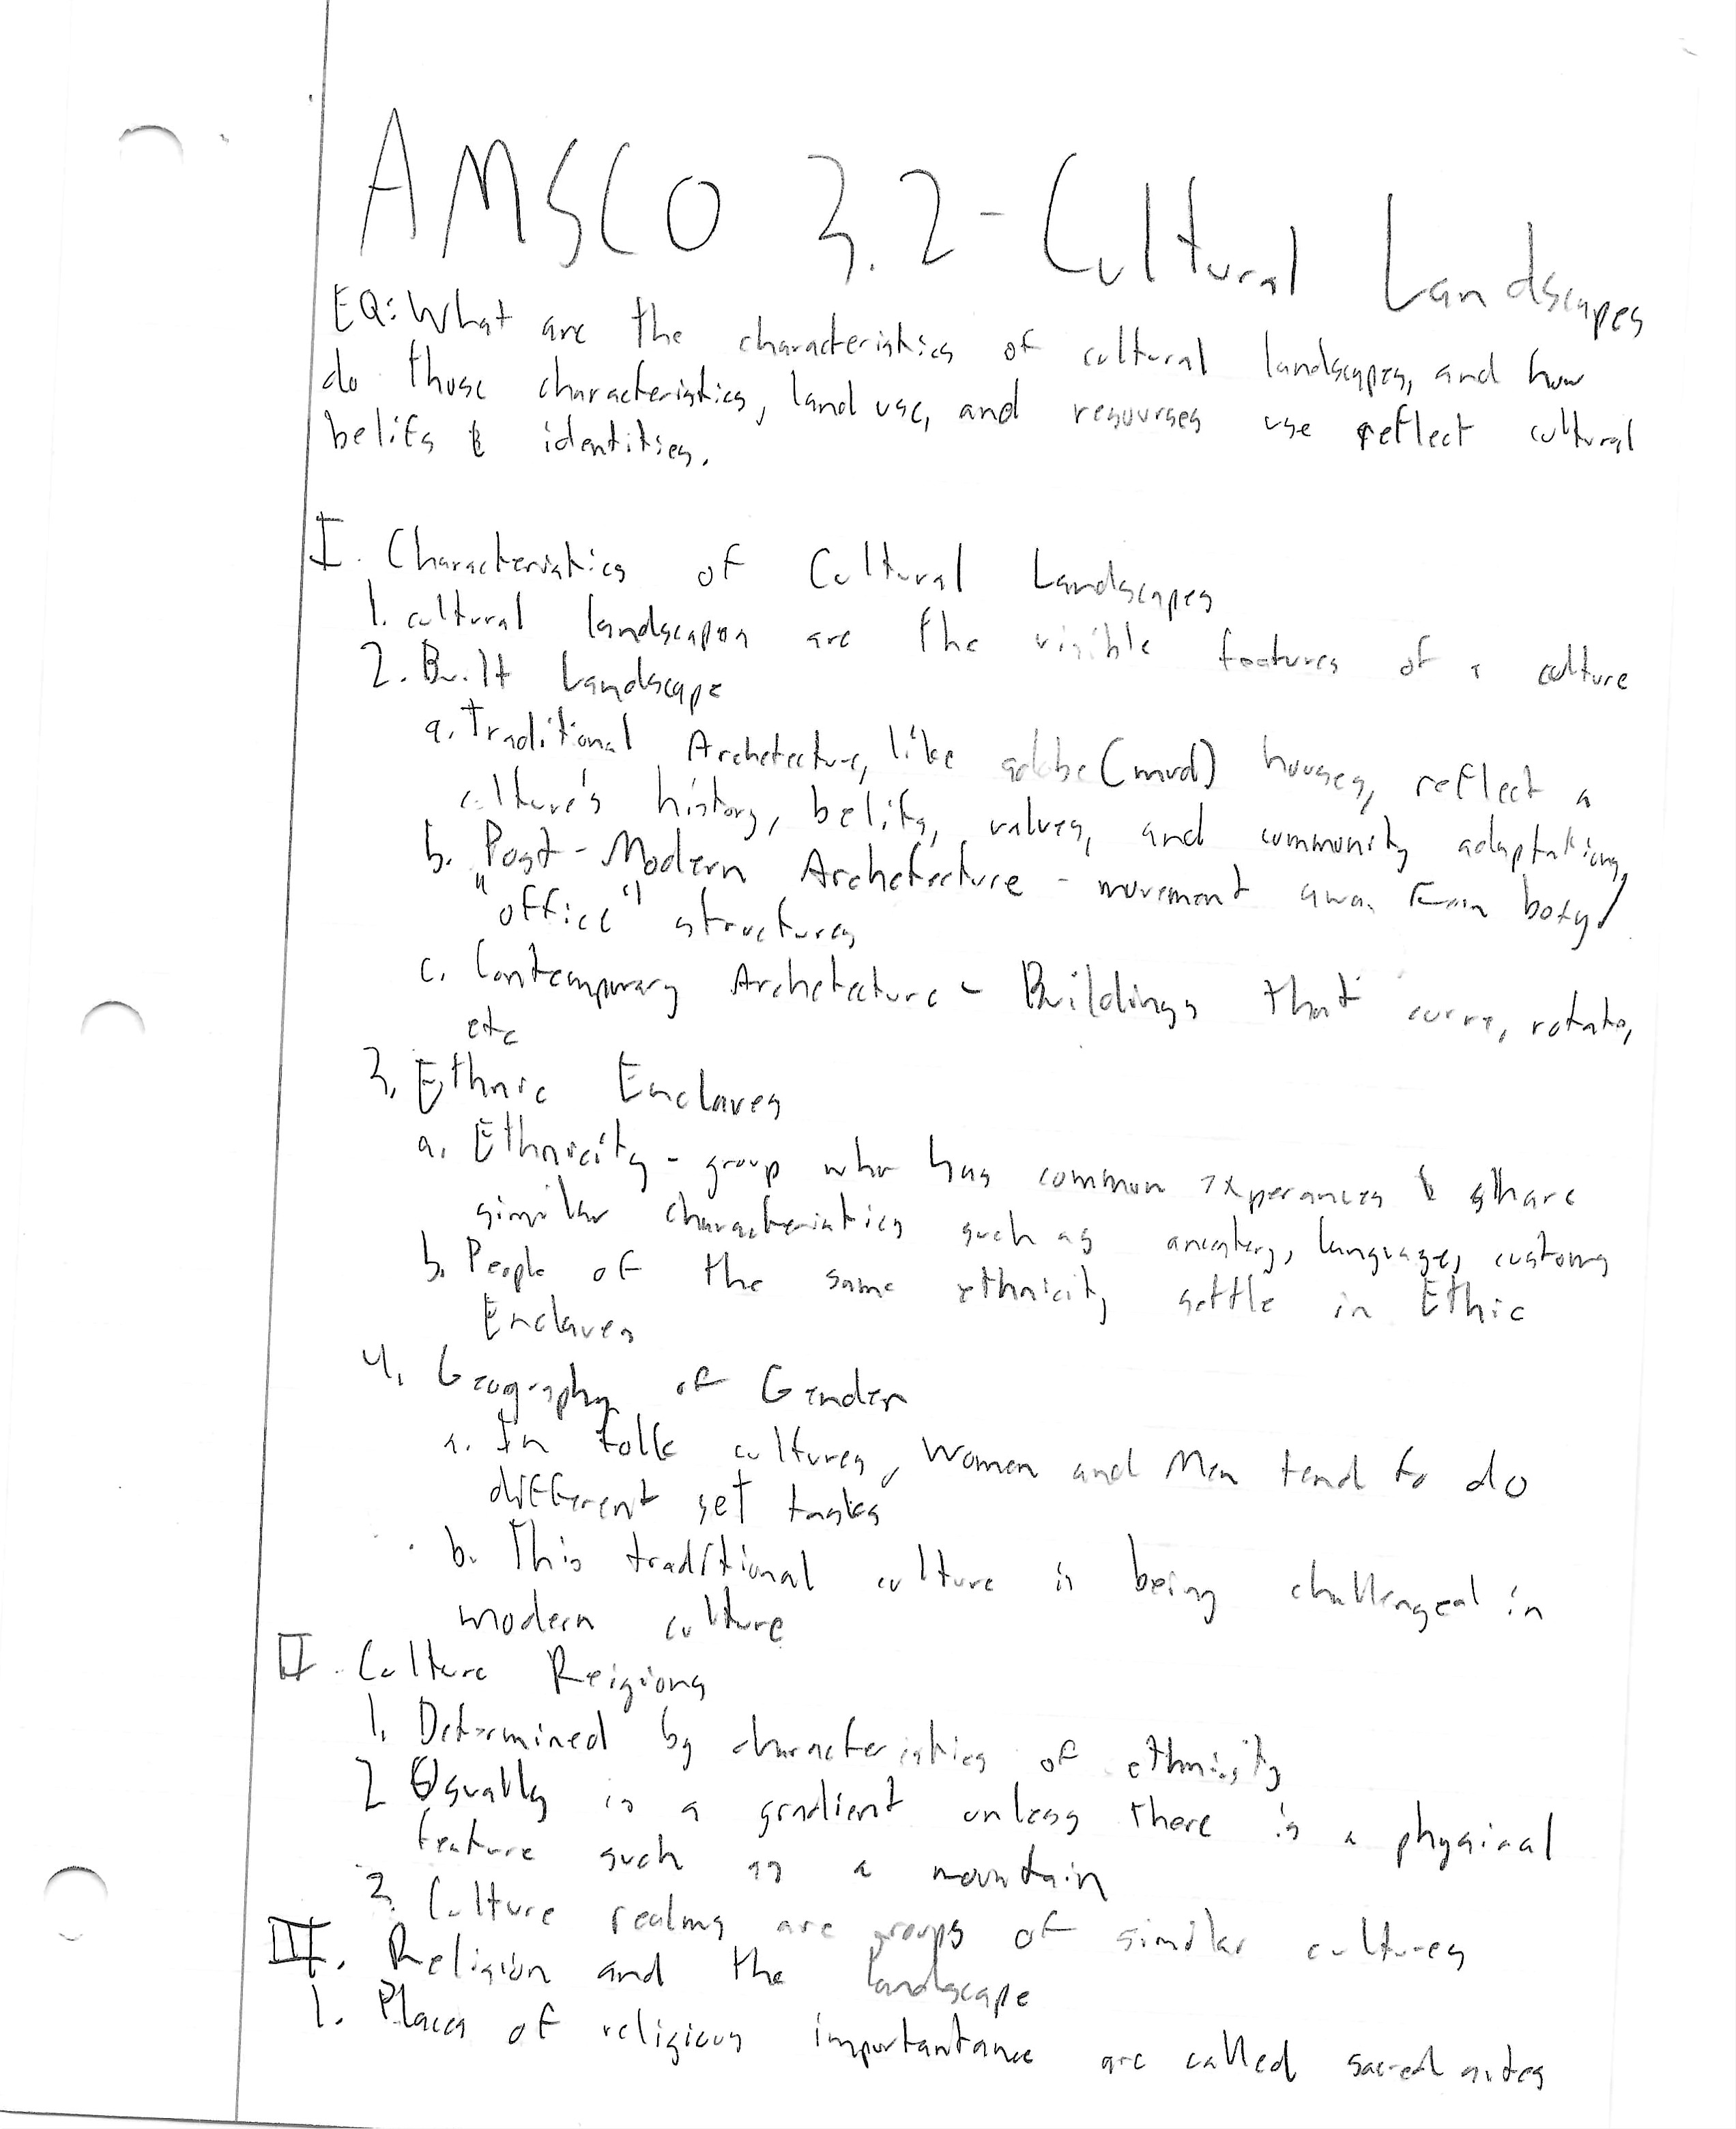 AMSCO 3.2 - Cultural Landscapes
EQ: What are the characteristics of cultural landscapes, and how
do those characteristics, land use, and resourses use reflect cultural
belifs & identities.
I. Characteristics of Cultural Landscapes
1. cultural landscapes are the visible features of a culture
2. Built Landscape
a. Traditional Archetecture, like adobe (mud) houses, reflect a
culture's history, belifs, values, and community adaptations
b. Post-Modern Archetecture - movement away from boxy/
"office" structures
c. Contemporary Archetecture - Buildings that curve, rotate,
etc
3. Ethnic Enclaves
a. Ethnicity - group who has common experances & share
similar characteristics such as ancestery, language, customs
b. People of the same ethnicity settle in Ethic
Enclaves
4. Geography of Gender
a. In folk cultures, Women and Men tend to do
different set tasks
b. This traditional culture is being challenged in
modern culture
II. Culture Reigions
1. Determined by characteristics of ethnisity
2 Usually is a gradient unless there is a physical
feature such as a mountain
3. Culture realms are groups of similar cultures
III. Religion and the landscape
1. Places of religious importantance are called sacred sites